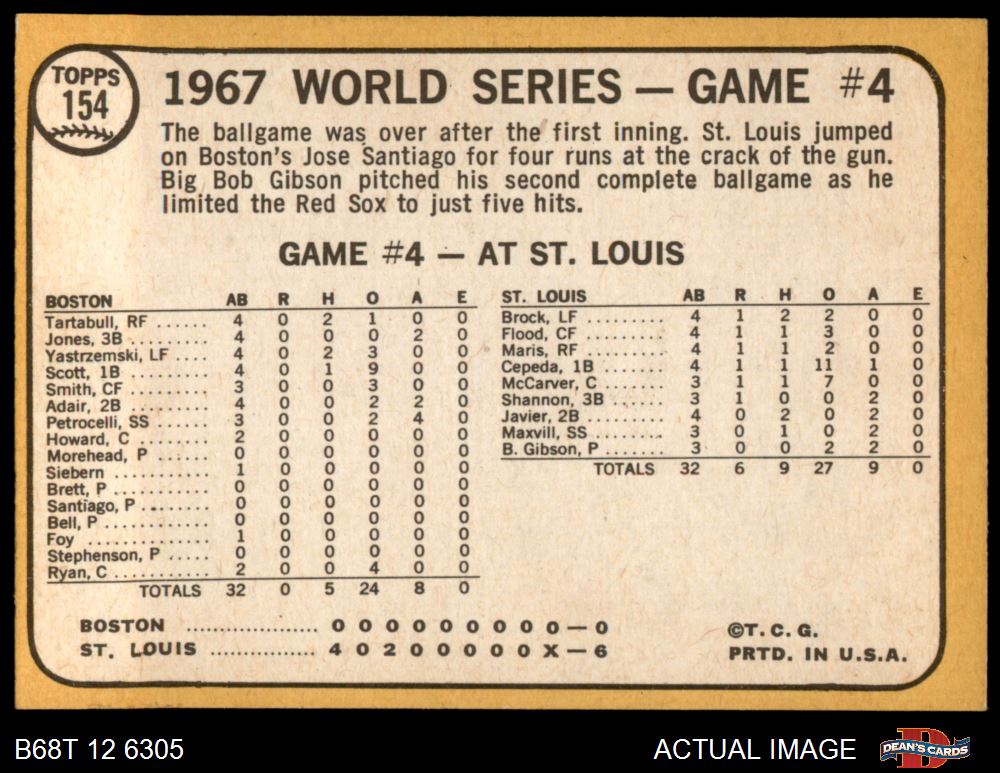 TOPPS
154
1967 WORLD SERIES — GAME #4
The ballgame was over after the first inning. St. Louis jumped
on Boston's Jose Santiago for four runs at the crack of the gun.
Big Bob Gibson pitched his second complete ballgame as he
limited the Red Sox to just five hits.
GAME #4 — AT ST. LOUIS
BOSTON AB R H O A E
Tartabull, RF ...... 4 0 2 1 0 0
Jones, 3B ......... 4 0 0 0 2 0
Yastrzemski, LF .... 4 0 2 3 0 0
Scott, 1B ......... 4 0 1 9 0 0
Smith, CF ......... 3 0 0 3 0 0
Adair, 2B ......... 4 0 0 2 2 0
Petrocelli, SS ...... 3 0 0 2 4 0
Howard, C ........ 2 0 0 0 0 0
Morehead, P ...... 0 0 0 0 0 0
Siebern ........... 1 0 0 0 0 0
Brett, P ........... 0 0 0 0 0 0
Santiago, P ........ 0 0 0 0 0 0
Bell, P ............ 0 0 0 0 0 0
Foy .............. 1 0 0 0 0 0
Stephenson, P ..... 0 0 0 0 0 0
Ryan, C ........... 2 0 0 4 0 0
TOTALS 32 0 5 24 8 0
ST. LOUIS AB R H O A E
Brock, LF ......... 4 1 2 2 0 0
Flood, CF ......... 4 1 1 3 0 0
Maris, RF ......... 4 1 1 2 0 0
Cepeda, 1B ........ 4 1 1 11 1 0
McCarver, C ....... 3 1 1 7 0 0
Shannon, 3B ....... 3 1 0 0 2 0
Javier, 2B ......... 4 0 2 0 2 0
Maxvill, SS ........ 3 0 1 0 2 0
B. Gibson, P ....... 3 0 0 2 2 0
TOTALS 32 6 9 27 9 0
BOSTON .................. 0 0 0 0 0 0 0 0 0 — 0
ST. LOUIS ............... 4 0 2 0 0 0 0 0 X — 6
©T.C.G.
PRTD. IN U.S.A.
B68T 12 6305
ACTUAL IMAGE
DEAN'S CARDS